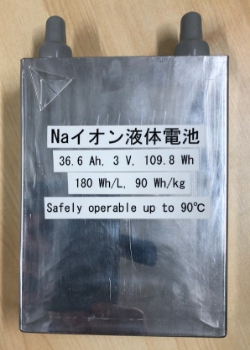 Naイオン液体電池
36.6 Ah, 3 V, 109.8 Wh
180 Wh/L, 90 Wh/kg
Safely operable up to 90℃